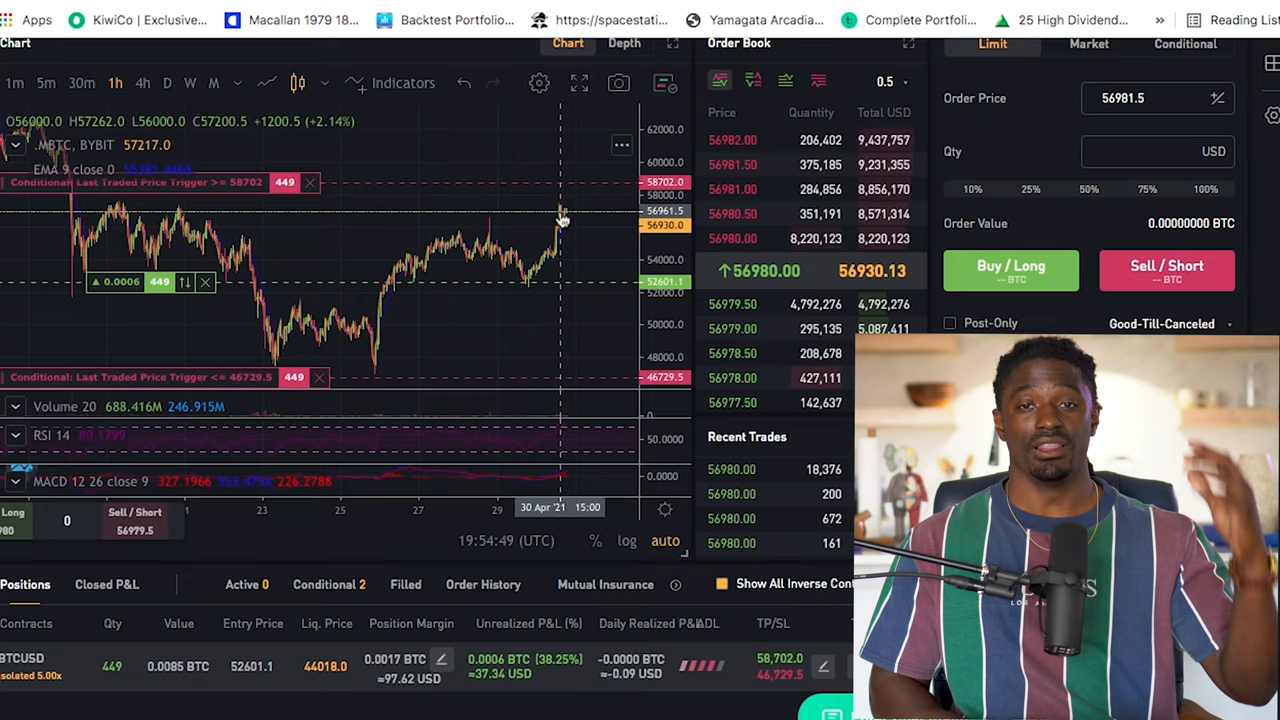 Apps KiwiCo | Exclusive... Macallan 1979 18... Backtest Portfolio... https://spacestati... Yamagata Arcadia... Complete Portfoli... 25 High Dividend... » Reading List
Chart Chart Depth
Order Book
Limit Market Conditional
1m 5m 30m 1h 4h D W M Indicators
0.5
O56000.0 H57262.0 L56000.0 C57200.5 +1200.5 (+2.14%)
.MBTC, BYBIT 57217.0
EMA 9 close 0
Conditional: Last Traded Price Trigger >= 58702 449
0.0006 449
Conditional: Last Traded Price Trigger <= 46729.5 449
62000.0
60000.0
58702.0
58000.0
56961.5
56930.0
54000.0
52601.1
52000.0
50000.0
48000.0
46729.5
Volume 20 688.416M 246.915M
0
RSI 14 80.1799
50.0000
MACD 12 26 close 9 327.1966 553.4754 226.2788
0.0000
23 25 27 29 30 Apr '21 15:00
Long Sell / Short
980 0 56979.5
19:54:49 (UTC) % log auto
Price Quantity Total USD
56982.00 206,402 9,437,757
56981.50 375,185 9,231,355
56981.00 284,856 8,856,170
56980.50 351,191 8,571,314
56980.00 8,220,123 8,220,123
↑56980.00 56930.13
56979.50 4,792,276 4,792,276
56979.00 295,135 5,087,411
56978.50 208,678
56978.00 427,111
56977.50 142,637
Recent Trades
56980.00 18,376
56980.00 200
56980.00 672
56980.00 161
Order Price 56981.5
Qty USD
10% 25% 50% 75% 100%
Order Value 0.00000000 BTC
Buy / Long Sell / Short
-- BTC -- BTC
Post-Only Good-Till-Canceled
Positions Closed P&L Active 0 Conditional 2 Filled Order History Mutual Insurance Show All Inverse Cont
Contracts Qty Value Entry Price Liq. Price Position Margin Unrealized P&L (%) Daily Realized P&L ADL TP/SL
BTCUSD 449 0.0085 BTC 52601.1 44018.0 0.0017 BTC 0.0006 BTC (38.25%) -0.0000 BTC 58,702.0
Isolated 5.00x ≈97.62 USD ≈37.34 USD ≈-0.09 USD 46,729.5